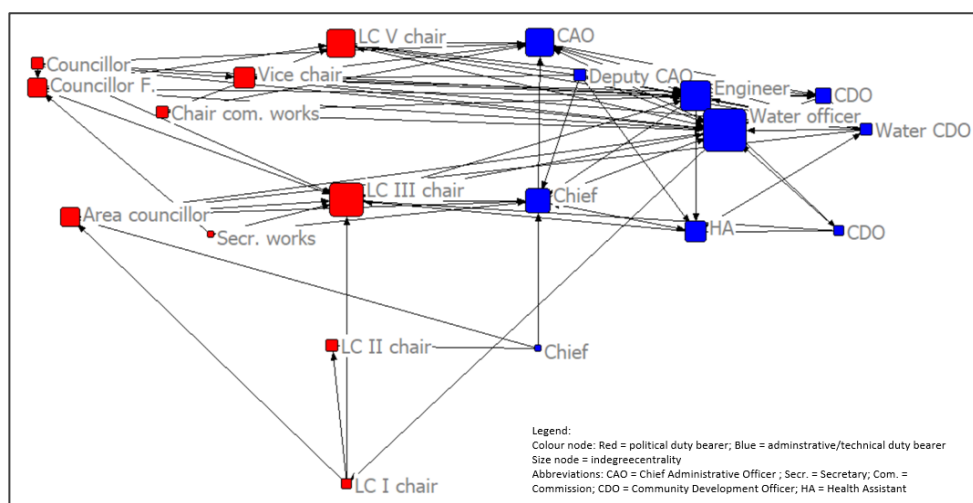 LC V chair
CAO
Councillor
Vice chair
Deputy CAO
Councillor F.
Engineer
CDO
Chair com. works
Water officer
Water CDO
LC III chair
Chief
Area councillor
Secr. works
HA
CDO
LC II chair
Chief
LC I chair
Legend:
Colour node: Red = political duty bearer; Blue = adminstrative/technical duty bearer
Size node = indegreecentrality
Abbreviations: CAO = Chief Administrative Officer ; Secr. = Secretary; Com. =
Commission; CDO = Community Development Officer; HA = Health Assistant